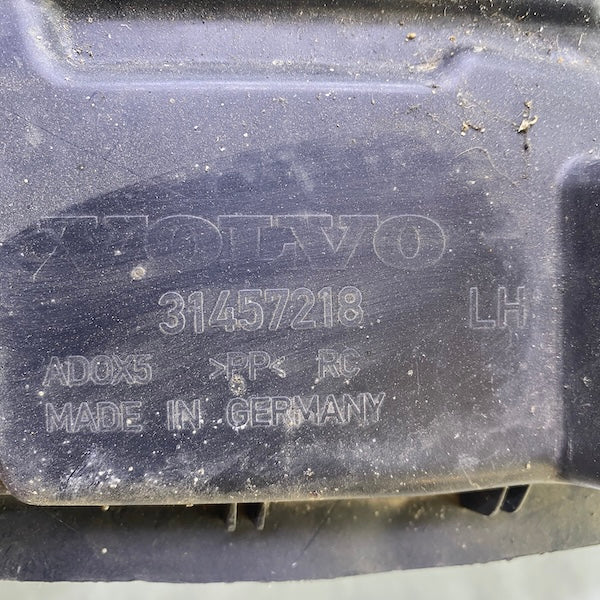 VOLVO
31457218 LH
ADOX5 >PP< RC
MADE IN GERMANY